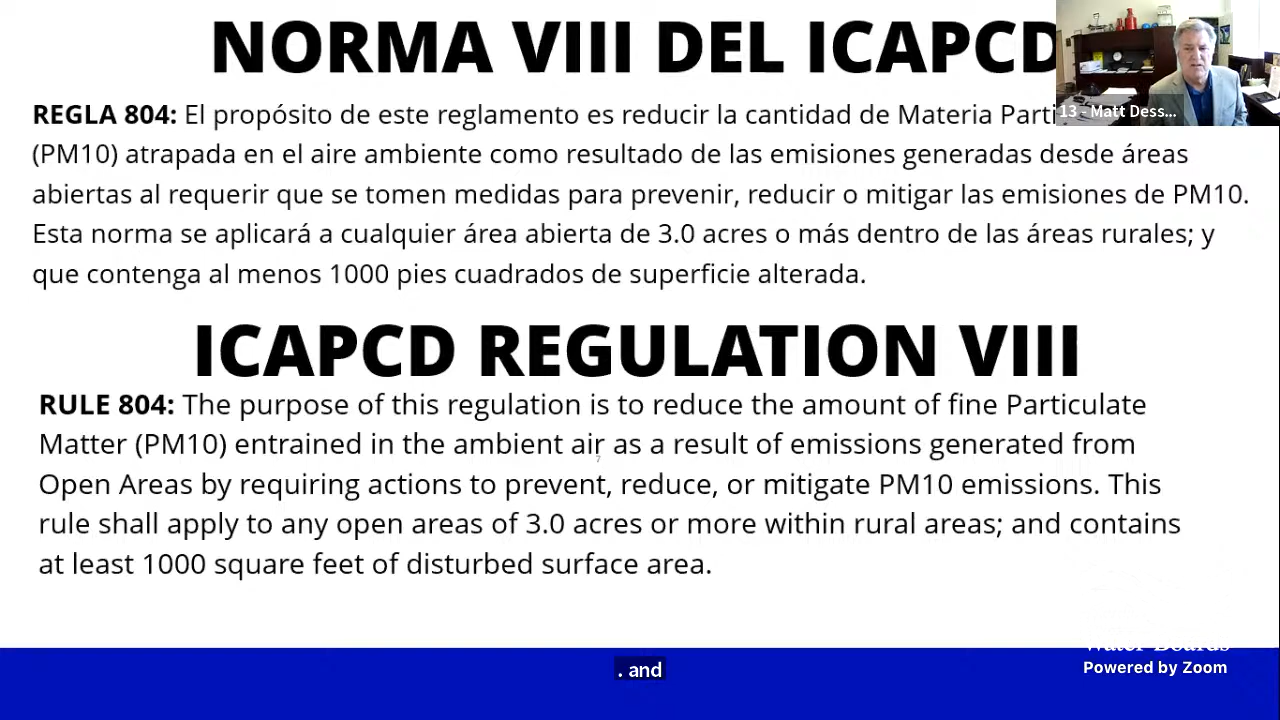 NORMA VIII DEL ICAPCD
REGLA 804: El propósito de este reglamento es reducir la cantidad de Materia
(PM10) atrapada en el aire ambiente como resultado de las emisiones generadas desde áreas
abiertas al requerir que se tomen medidas para prevenir, reducir o mitigar las emisiones de PM10.
Esta norma se aplicará a cualquier área abierta de 3.0 acres o más dentro de las áreas rurales; y
que contenga al menos 1000 pies cuadrados de superficie alterada.
13 - Matt Dess...
ICAPCD REGULATION VIII
RULE 804: The purpose of this regulation is to reduce the amount of fine Particulate
Matter (PM10) entrained in the ambient air as a result of emissions generated from
Open Areas by requiring actions to prevent, reduce, or mitigate PM10 emissions. This
rule shall apply to any open areas of 3.0 acres or more within rural areas; and contains
at least 1000 square feet of disturbed surface area.
7
Water Boards
Powered by Zoom
. and